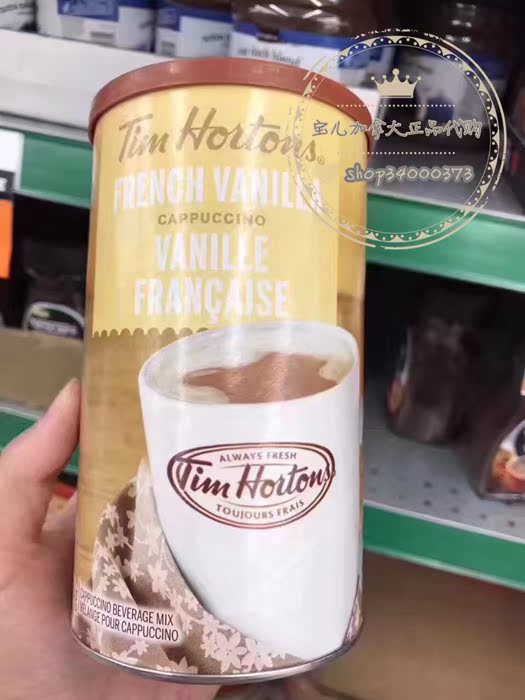 Tim Hortons®
FRENCH VANILLA
CAPPUCCINO
VANILLE
FRANÇAISE
ALWAYS FRESH
Tim Hortons
TOUJOURS FRAIS
CAPPUCCINO BEVERAGE MIX
MÉLANGE POUR CAPPUCCINO
宝儿加拿大正品代购
shop34000373